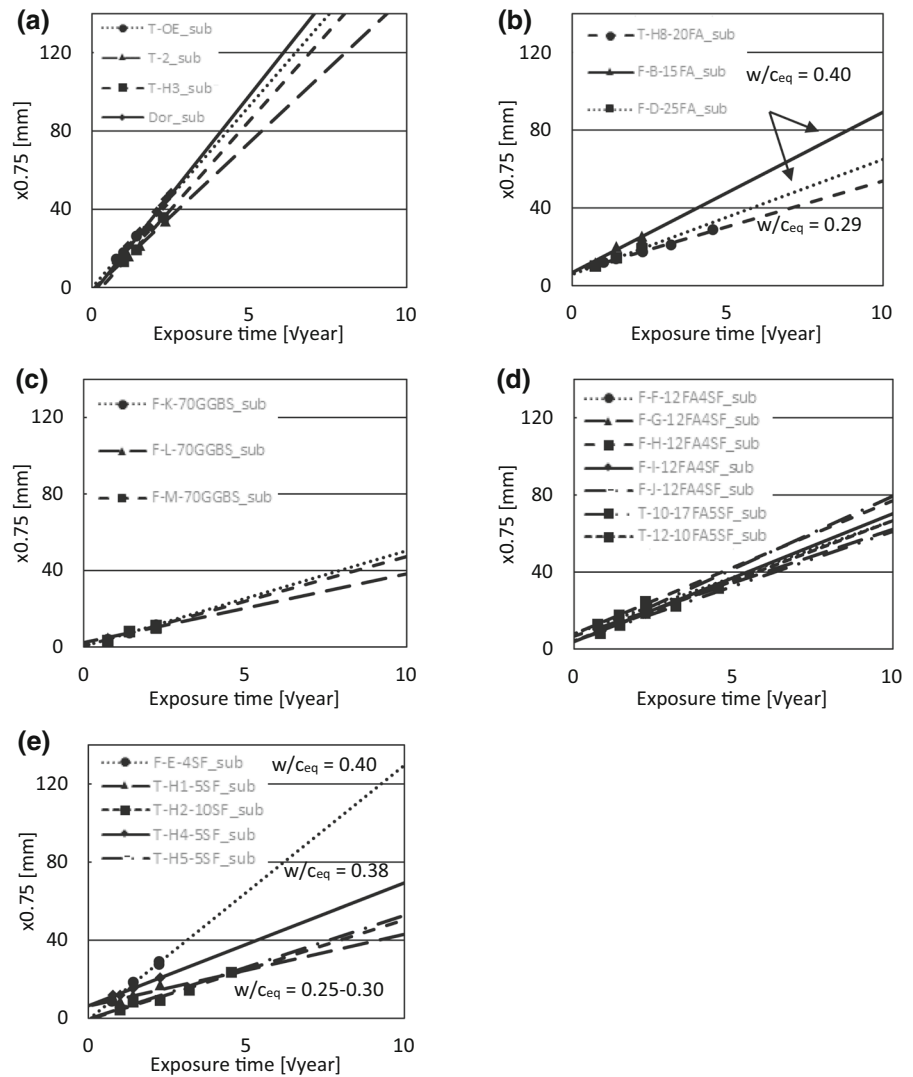 (a)
T-OE_sub
T-2_sub
T-H3_sub
Dor_sub
120
80
40
0
x0.75 [mm]
0 5 10
Exposure time [√year]
(b)
T-H8-20FA_sub
F-B-15FA_sub
F-D-25FA_sub
w/ceq = 0.40
w/ceq = 0.29
120
80
40
0
x0.75 [mm]
0 5 10
Exposure time [√year]
(c)
F-K-70GGBS_sub
F-L-70GGBS_sub
F-M-70GGBS_sub
120
80
40
0
x0.75 [mm]
0 5 10
Exposure time [√year]
(d)
F-F-12FA4SF_sub
F-G-12FA4SF_sub
F-H-12FA4SF_sub
F-I-12FA4SF_sub
F-J-12FA4SF_sub
T-10-17FA5SF_sub
T-12-10FA5SF_sub
120
80
40
0
x0.75 [mm]
0 5 10
Exposure time [√year]
(e)
F-E-4SF_sub
T-H1-5SF_sub
T-H2-10SF_sub
T-H4-5SF_sub
T-H5-5SF_sub
w/ceq = 0.40
w/ceq = 0.38
w/ceq = 0.25-0.30
120
80
40
0
x0.75 [mm]
0 5 10
Exposure time [√year]